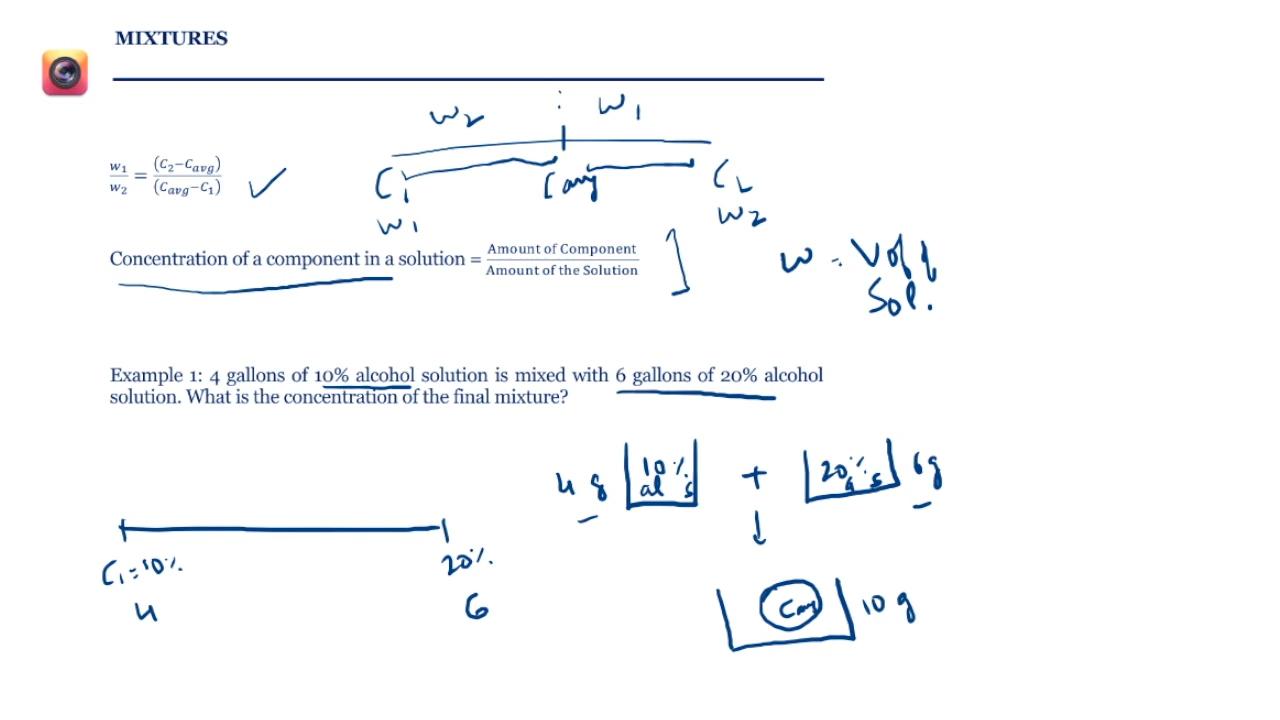 MIXTURES
w₂ : w₁
w₁/w₂ = (C₂−Cavg)/(Cavg−C₁)
C₁ Cavg C₂
w₁ w₂
Concentration of a component in a solution = Amount of Component/Amount of the Solution
w = Vol of
Sol.
Example 1: 4 gallons of 10% alcohol solution is mixed with 6 gallons of 20% alcohol
solution. What is the concentration of the final mixture?
4 g 10% al s + 20% a s 6g
C₁=10% 20%
4 6
Cavg 10 g